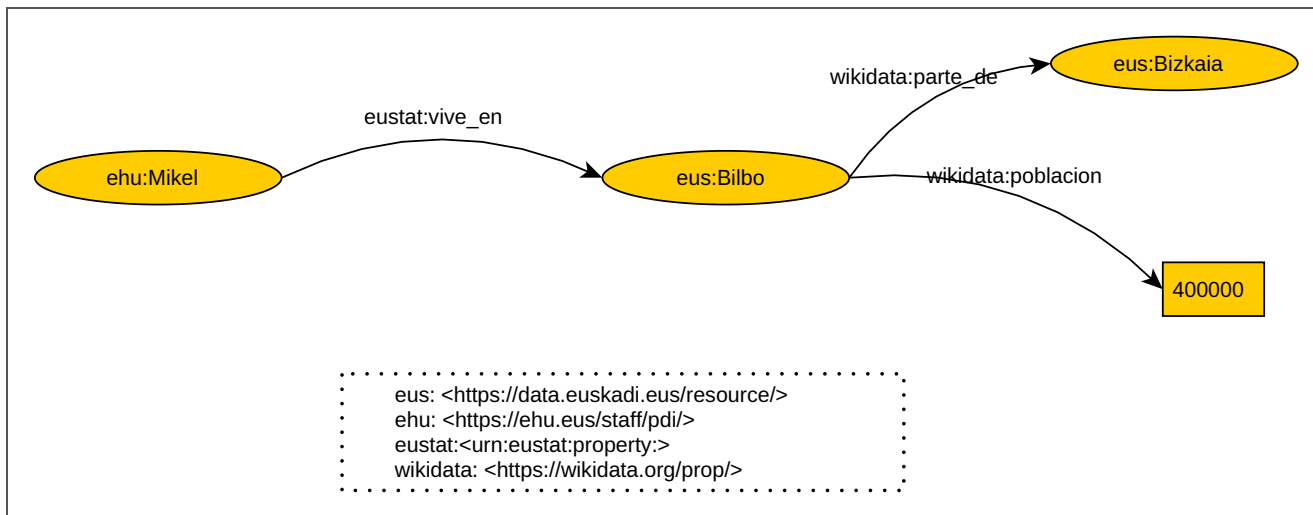 eus:Bizkaia
wikidata:parte_de
eustat:vive_en
ehu:Mikel
eus:Bilbo
wikidata:poblacion
400000
eus: <https://data.euskadi.eus/resource/>
ehu: <https://ehu.eus/staff/pdi/>
eustat:<urn:eustat:property:>
wikidata: <https://wikidata.org/prop/>